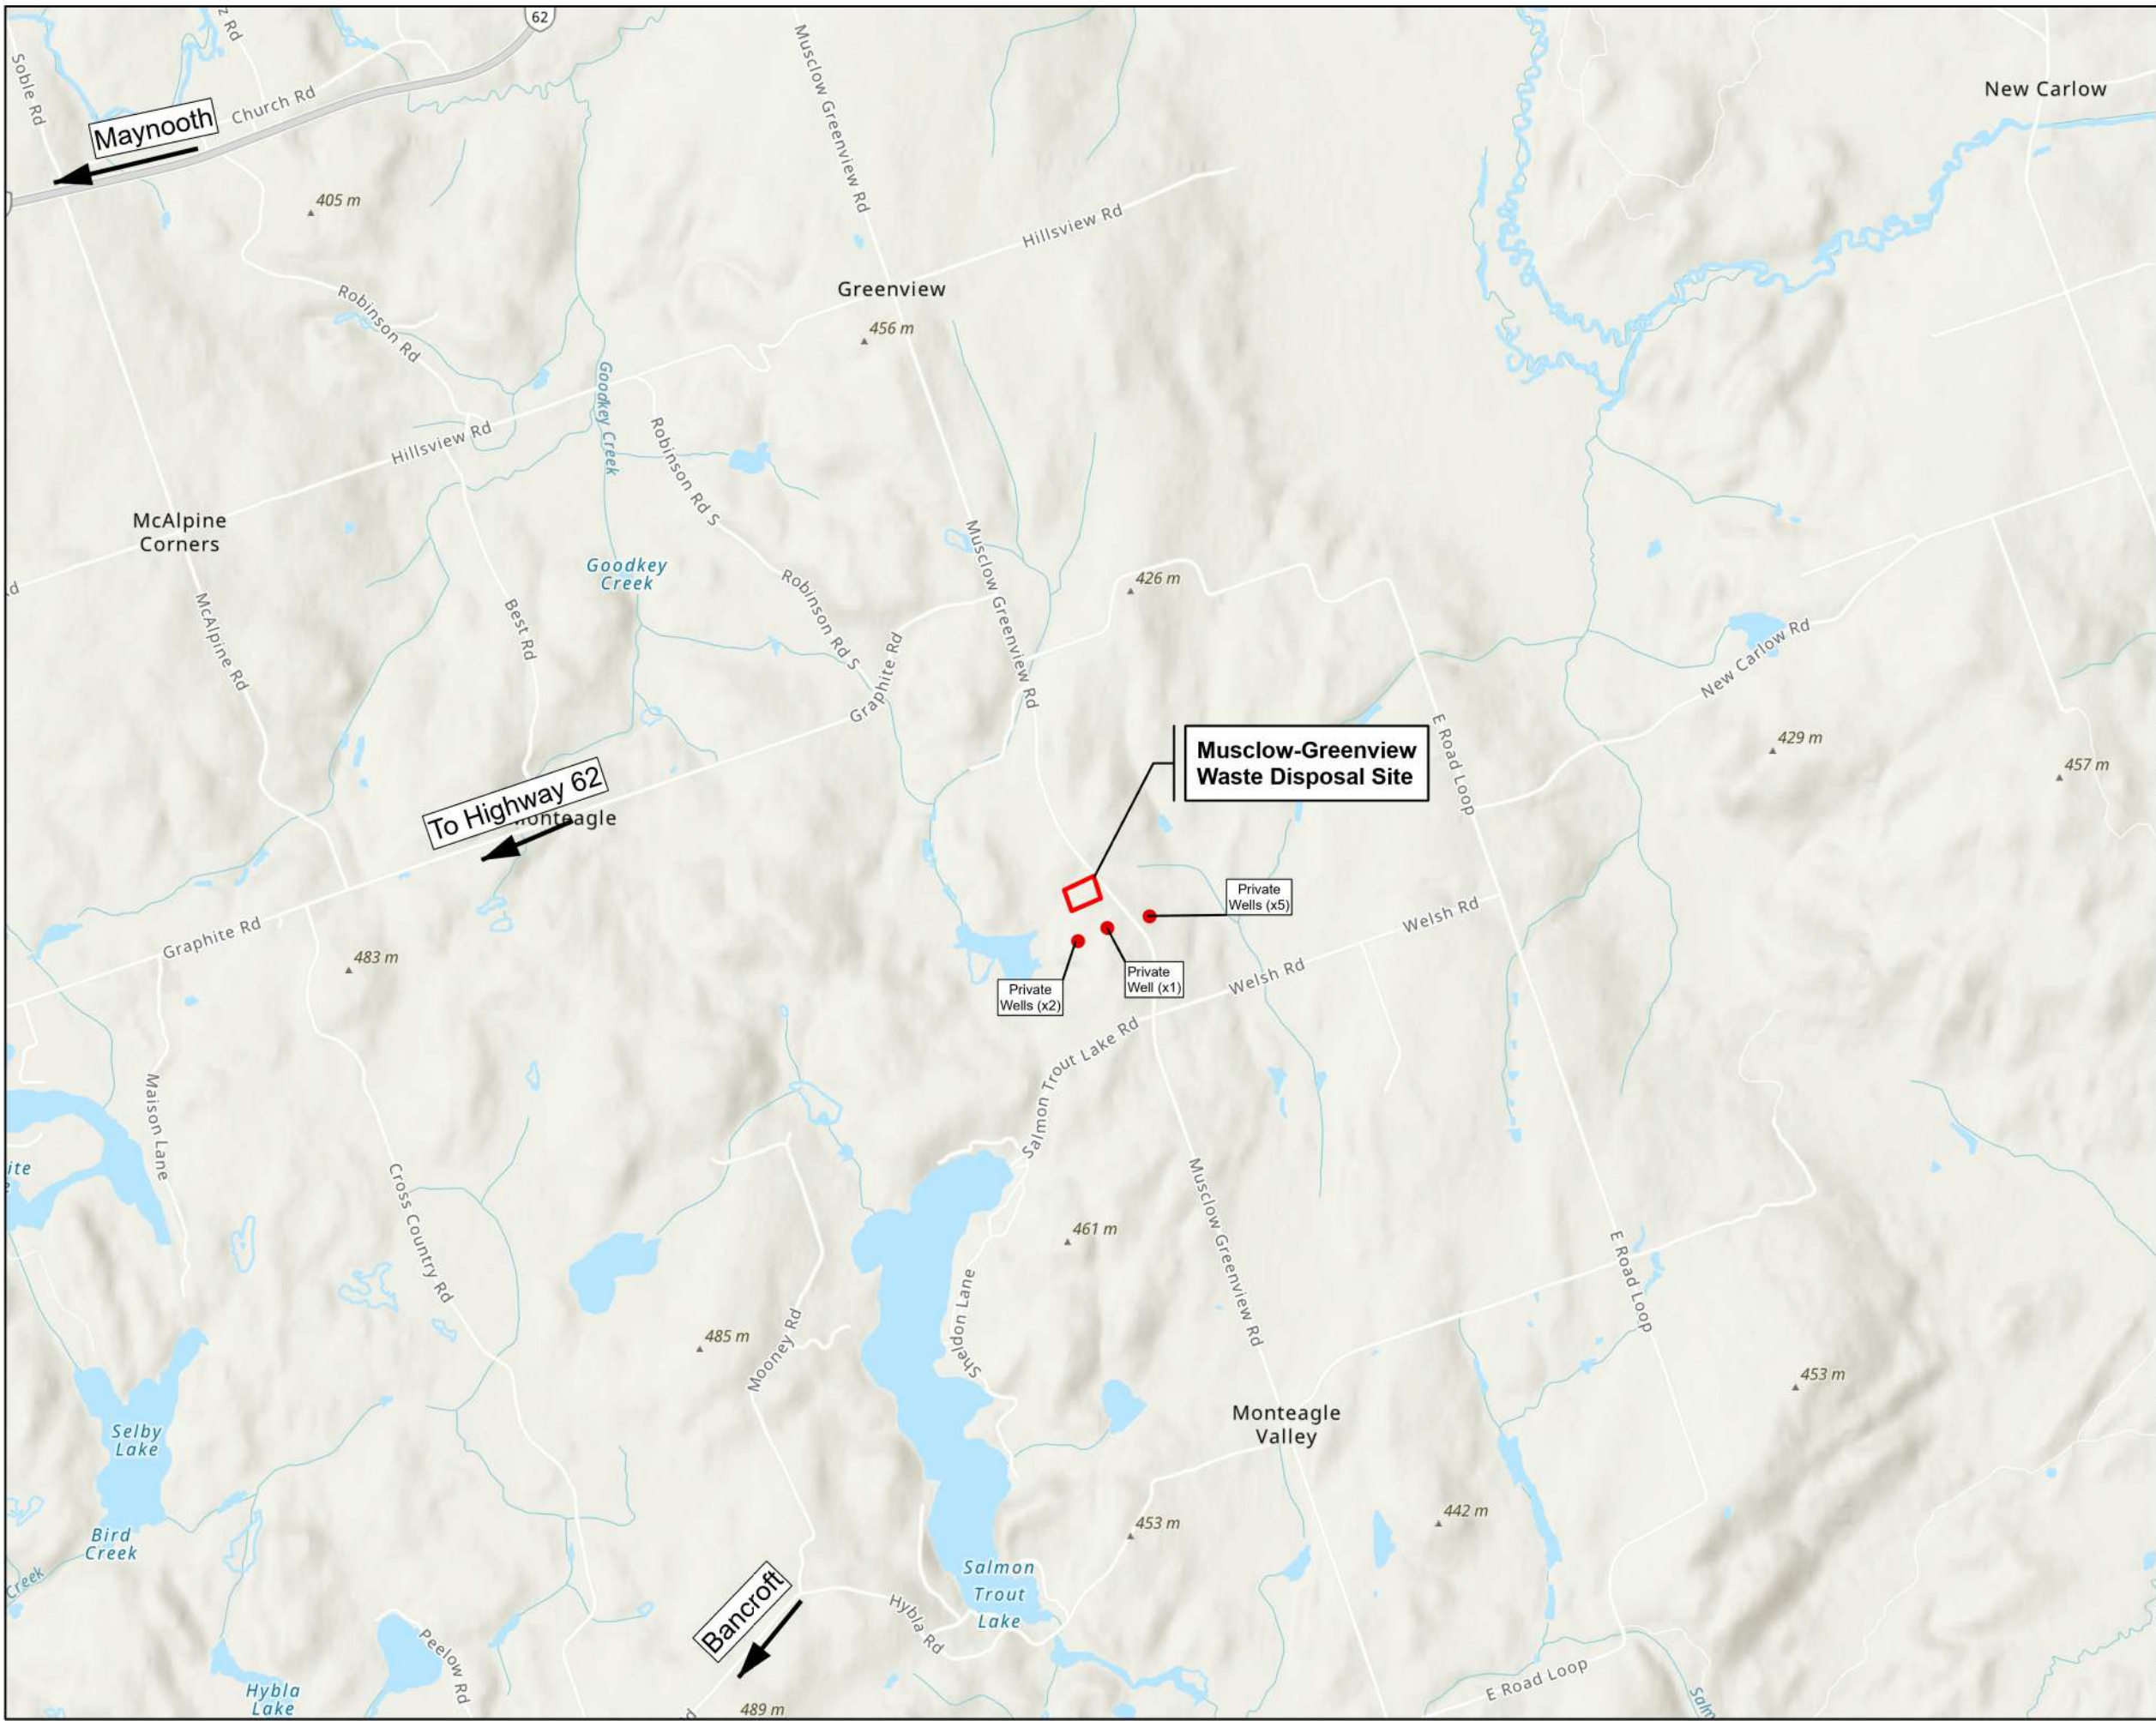 62
Soble Rd
z Rd
Church Rd
Maynooth
Musclow Greenview Rd
New Carlow
405 m
Hillsview Rd
Greenview
456 m
Robinson Rd
Goodkey Creek
Hillsview Rd
Robinson Rd S
McAlpine
Corners
Musclow Greenview Rd
Goodkey
Creek
Robinson Rd S
426 m
McAlpine Rd
Best Rd
Graphite Rd
New Carlow Rd
E Road Loop
429 m
457 m
Musclow-Greenview
Waste Disposal Site
To Highway 62
onteagle
Private
Wells (x5)
Welsh Rd
Graphite Rd
483 m
Private
Well (x1)
Private
Wells (x2)
Welsh Rd
Salmon Trout Lake Rd
Maison Lane
ite
Cross Country Rd
Musclow Greenview Rd
461 m
E Road Loop
Sheldon Lane
485 m
Mooney Rd
453 m
Monteagle
Valley
Selby
Lake
Bird
Creek
Creek
453 m
442 m
Salmon
Trout
Lake
Bancroft
Hybla Rd
Peelow Rd
Hybla
Lake
E Road Loop
Salm
489 m